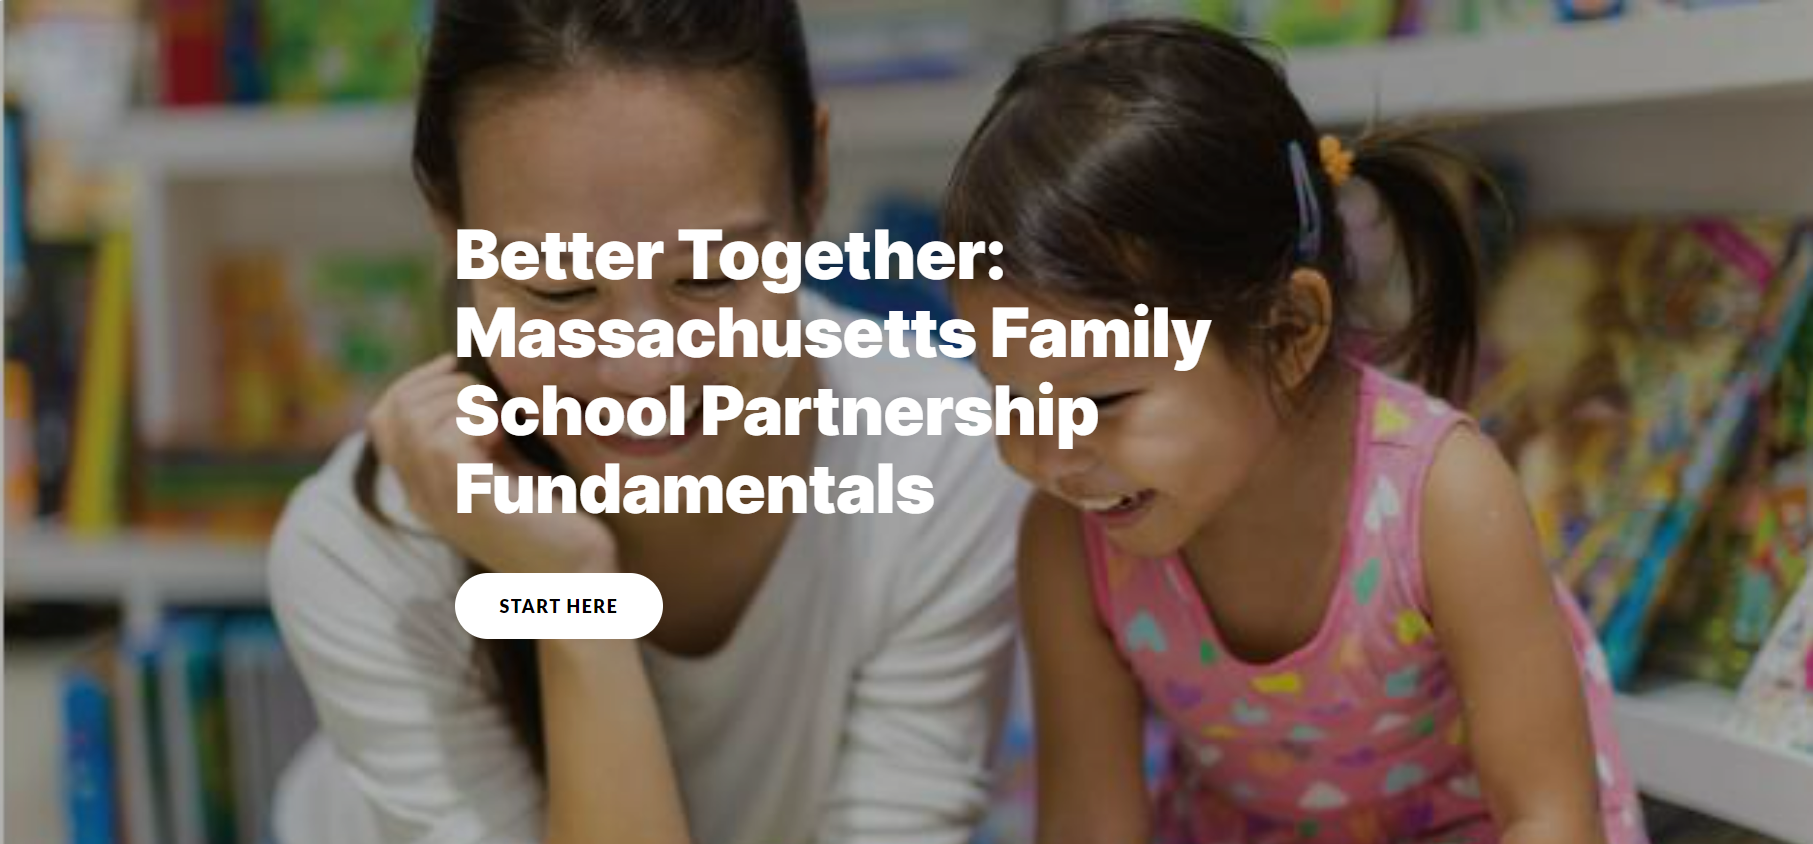 Better Together:
Massachusetts Family
School Partnership
Fundamentals
START HERE